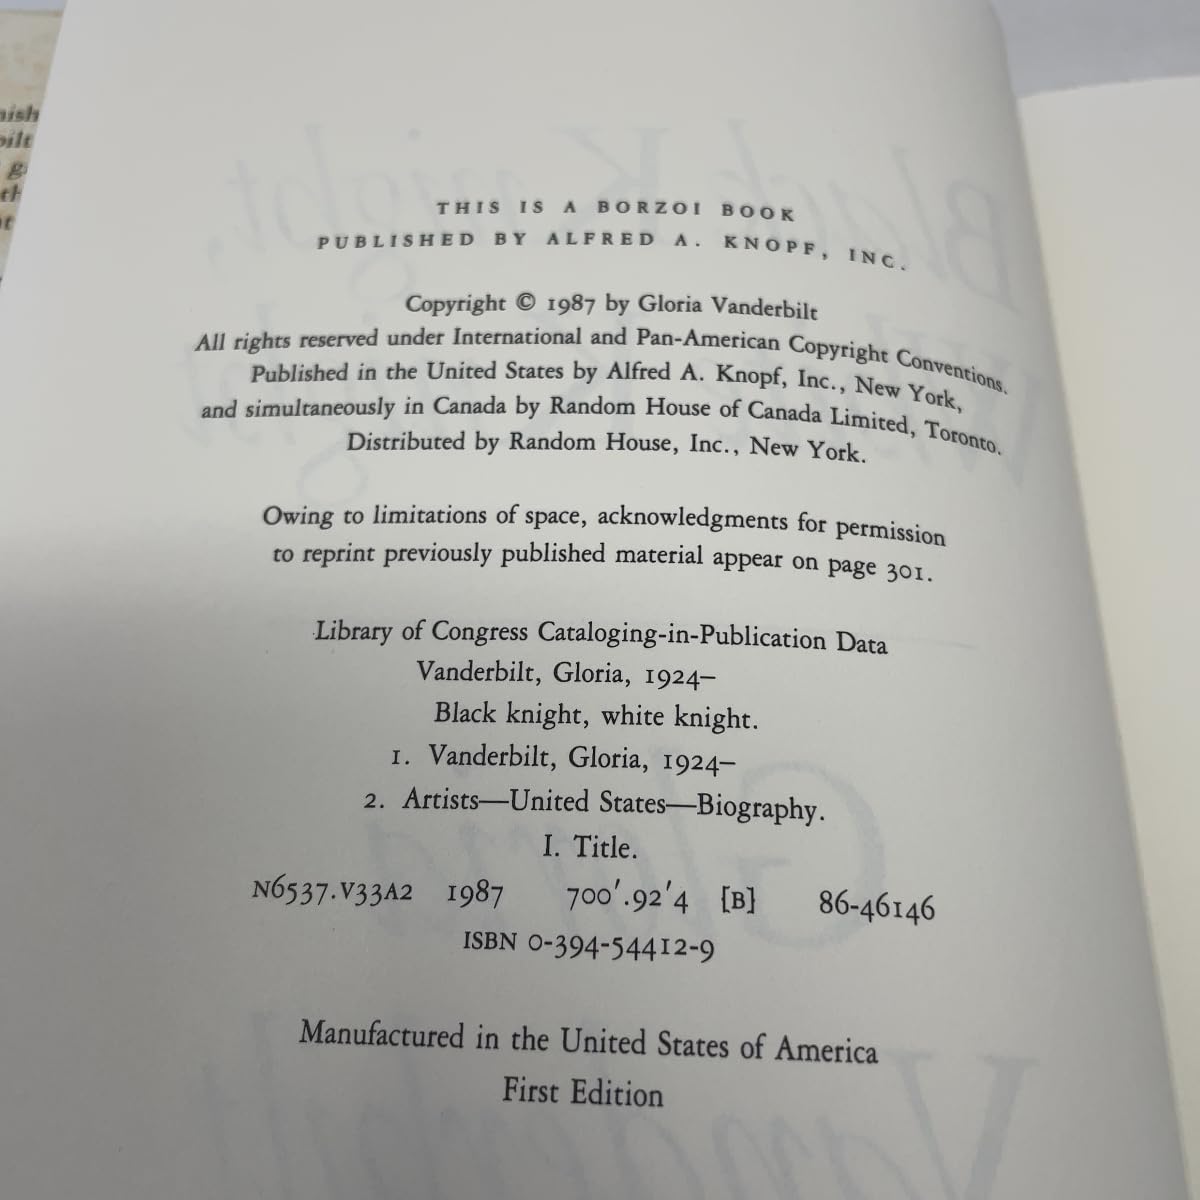 THIS IS A BORZOI BOOK
PUBLISHED BY ALFRED A. KNOPF, INC.
Copyright © 1987 by Gloria Vanderbilt
All rights reserved under International and Pan-American Copyright Conventions.
Published in the United States by Alfred A. Knopf, Inc., New York,
and simultaneously in Canada by Random House of Canada Limited, Toronto.
Distributed by Random House, Inc., New York.
Owing to limitations of space, acknowledgments for permission
to reprint previously published material appear on page 301.
Library of Congress Cataloging-in-Publication Data
Vanderbilt, Gloria, 1924–
Black knight, white knight.
1. Vanderbilt, Gloria, 1924–
2. Artists—United States—Biography.
I. Title.
N6537.V33A2 1987 700'.92'4 [B] 86-46146
ISBN 0-394-54412-9
Manufactured in the United States of America
First Edition